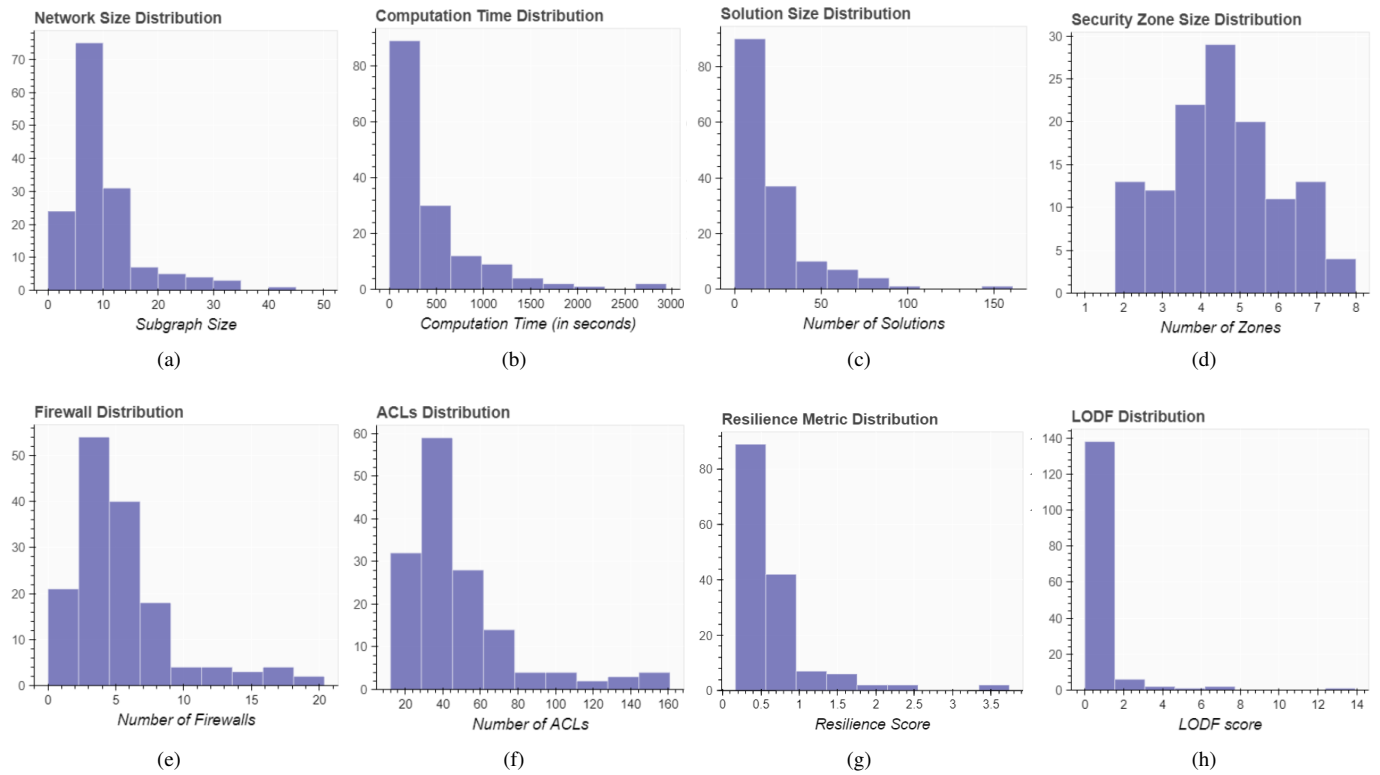 Network Size Distribution
70
60
50
40
30
20
10
0
0 10 20 30 40 50
Subgraph Size
(a)
Computation Time Distribution
80
60
40
20
0
0 500 1000 1500 2000 2500 3000
Computation Time (in seconds)
(b)
Solution Size Distribution
80
60
40
20
0
0 50 100 150
Number of Solutions
(c)
Security Zone Size Distribution
30
25
20
15
10
5
0
1 2 3 4 5 6 7 8
Number of Zones
(d)
Firewall Distribution
50
40
30
20
10
0
0 5 10 15 20
Number of Firewalls
(e)
ACLs Distribution
60
50
40
30
20
10
0
20 40 60 80 100 120 140 160
Number of ACLs
(f)
Resilience Metric Distribution
80
60
40
20
0
0 0.5 1 1.5 2 2.5 3 3.5
Resilience Score
(g)
LODF Distribution
140
120
100
80
60
40
20
0
0 2 4 6 8 10 12 14
LODF score
(h)